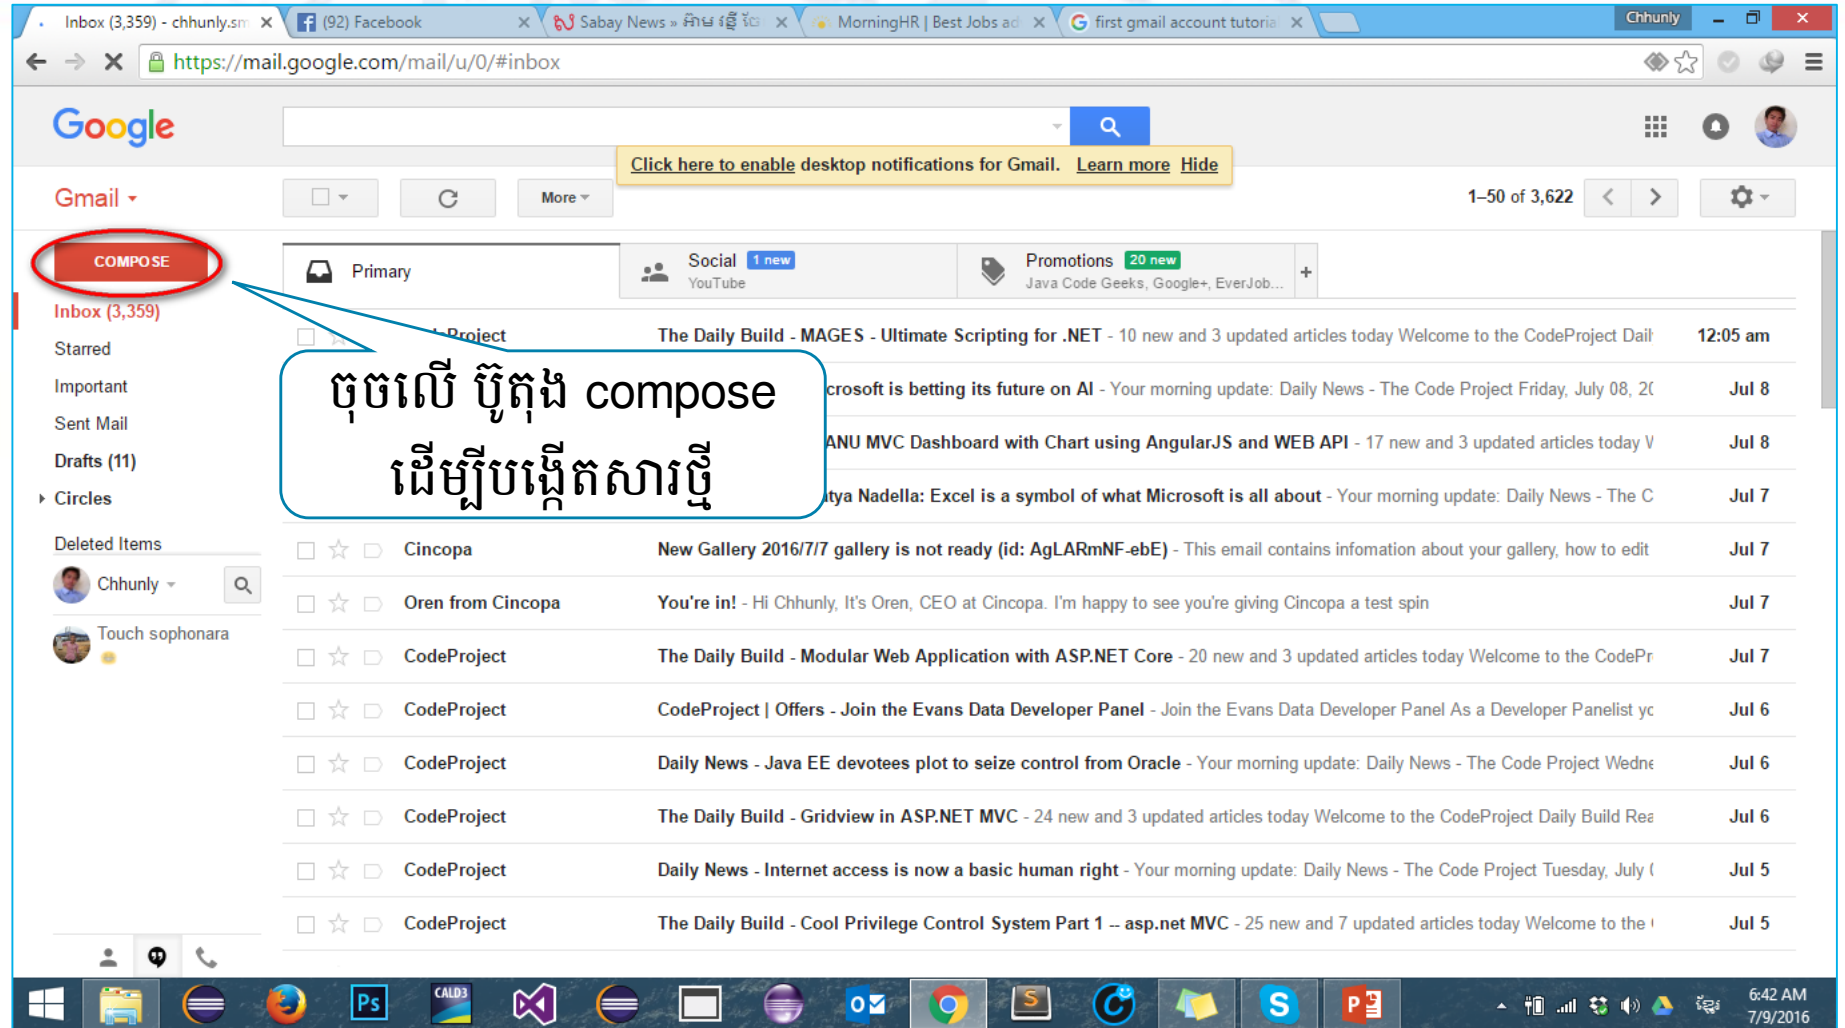 Inbox (3,359) - chhunly.sm
(92) Facebook
Sabay News »
MorningHR | Best Jobs ad
first gmail account tutoria
Chhunly
https://mail.google.com/mail/u/0/#inbox
Google
Click here to enable desktop notifications for Gmail. Learn more Hide
Gmail
More
1–50 of 3,622
COMPOSE
Primary
Social 1 new
YouTube
Promotions 20 new
Java Code Geeks, Google+, EverJob...
+
Inbox (3,359)
Starred
Important
Sent Mail
Drafts (11)
Circles
Deleted Items
Chhunly
Touch sophonara
ចុចលើ ប៊ូតុង compose
ដើម្បីបង្កើតសារថ្មី
The Daily Build - MAGES - Ultimate Scripting for .NET - 10 new and 3 updated articles today Welcome to the CodeProject Dail 12:05 am
crosoft is betting its future on AI - Your morning update: Daily News - The Code Project Friday, July 08, 20 Jul 8
ANU MVC Dashboard with Chart using AngularJS and WEB API - 17 new and 3 updated articles today Jul 8
tya Nadella: Excel is a symbol of what Microsoft is all about - Your morning update: Daily News - The C Jul 7
Cincopa New Gallery 2016/7/7 gallery is not ready (id: AgLARmNF-ebE) - This email contains infomation about your gallery, how to edit Jul 7
Oren from Cincopa You're in! - Hi Chhunly, It's Oren, CEO at Cincopa. I'm happy to see you're giving Cincopa a test spin Jul 7
CodeProject The Daily Build - Modular Web Application with ASP.NET Core - 20 new and 3 updated articles today Welcome to the CodePr Jul 7
CodeProject CodeProject | Offers - Join the Evans Data Developer Panel - Join the Evans Data Developer Panel As a Developer Panelist yc Jul 6
CodeProject Daily News - Java EE devotees plot to seize control from Oracle - Your morning update: Daily News - The Code Project Wedne Jul 6
CodeProject The Daily Build - Gridview in ASP.NET MVC - 24 new and 3 updated articles today Welcome to the CodeProject Daily Build Rea Jul 6
CodeProject Daily News - Internet access is now a basic human right - Your morning update: Daily News - The Code Project Tuesday, July Jul 5
CodeProject The Daily Build - Cool Privilege Control System Part 1 -- asp.net MVC - 25 new and 7 updated articles today Welcome to the Jul 5
Ps
CALD3
6:42 AM
7/9/2016